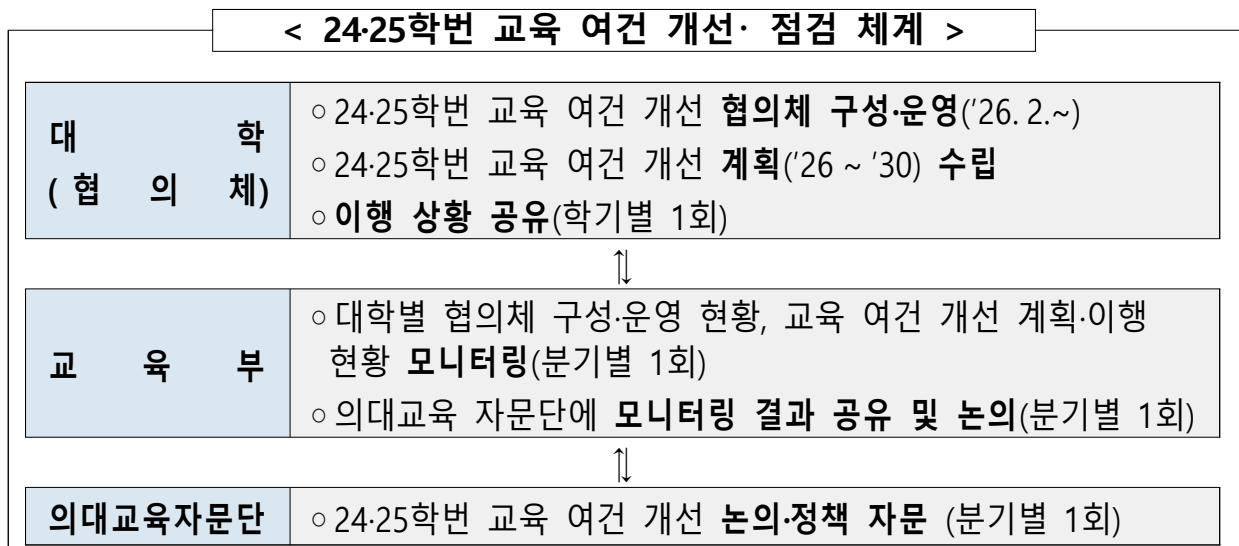 < 24·25학번 교육 여건 개선· 점검 체계 >
대 학
( 협 의 체)
○ 24·25학번 교육 여건 개선 협의체 구성·운영('26. 2.~)
○ 24·25학번 교육 여건 개선 계획('26 ~ '30) 수립
○ 이행 상황 공유(학기별 1회)
⇅
교 육 부
○ 대학별 협의체 구성·운영 현황, 교육 여건 개선 계획·이행
현황 모니터링(분기별 1회)
○ 의대교육 자문단에 모니터링 결과 공유 및 논의(분기별 1회)
⇅
의대교육자문단
○ 24·25학번 교육 여건 개선 논의·정책 자문 (분기별 1회)